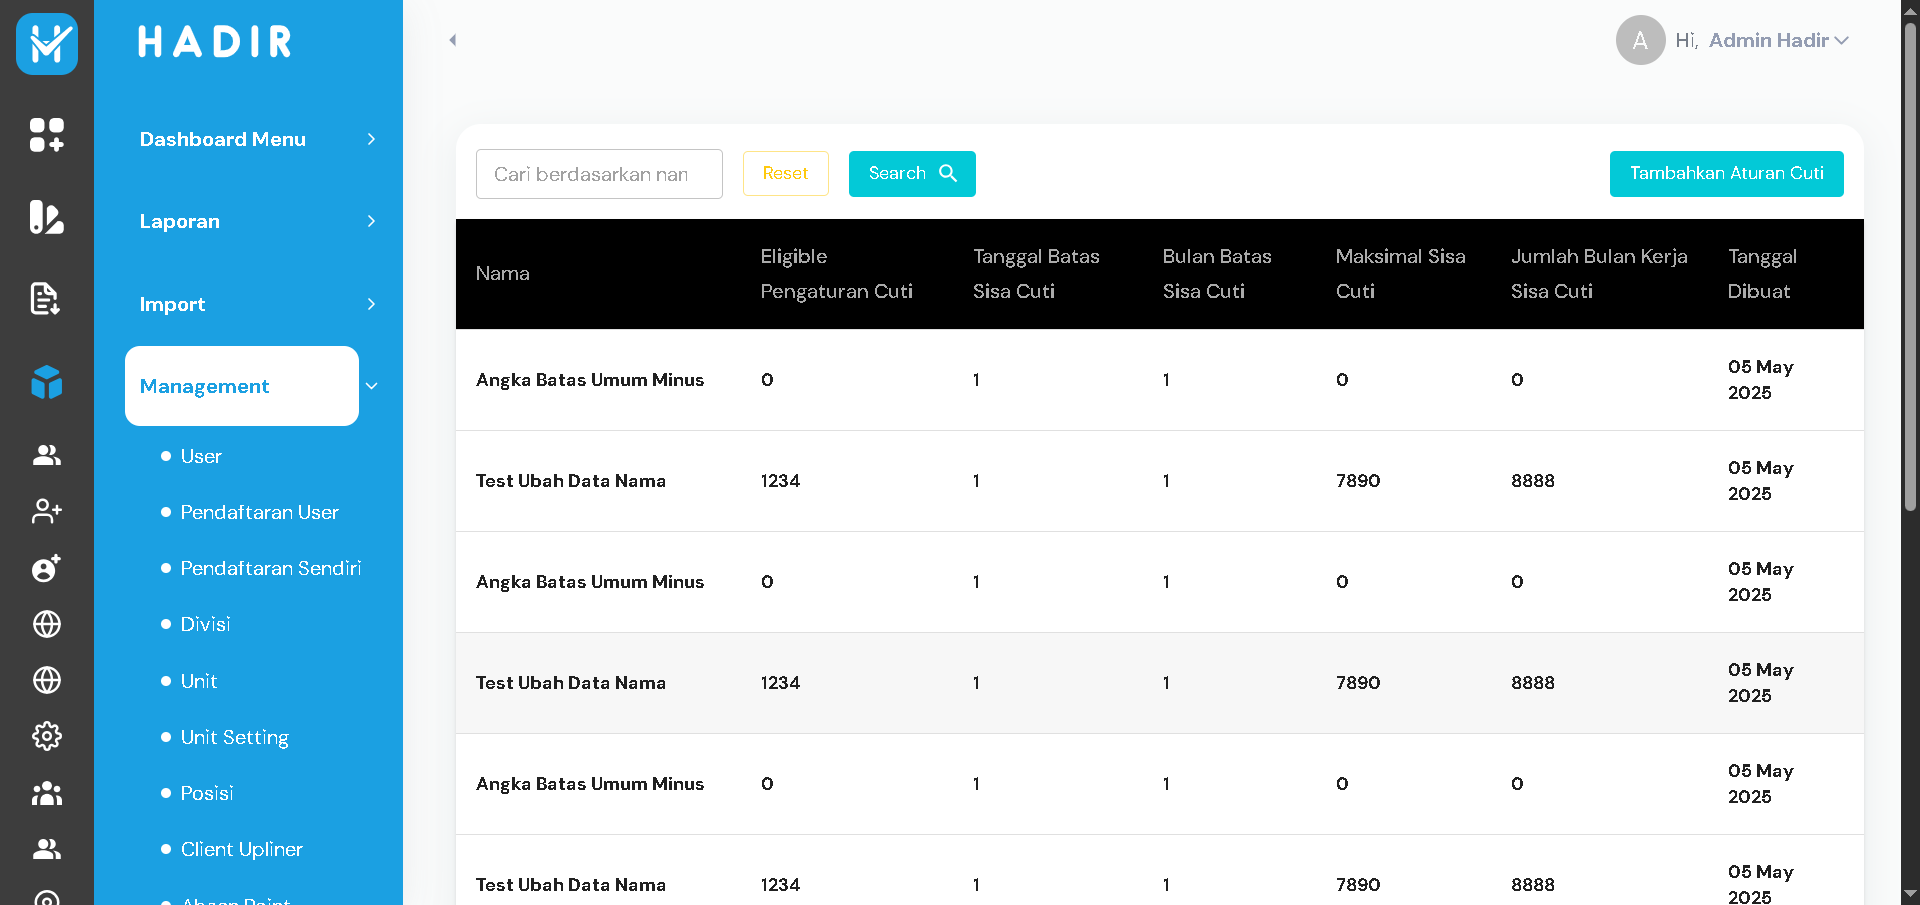 HADIR
Hi, Admin Hadir
A
Dashboard Menu
Laporan
Import
Management
User
Pendaftaran User
Pendaftaran Sendiri
Divisi
Unit
Unit Setting
Posisi
Client Upliner
Cari berdasarkan nan
Reset
Search
Tambahkan Aturan Cuti
Nama
Eligible
Pengaturan Cuti
Tanggal Batas
Sisa Cuti
Bulan Batas
Sisa Cuti
Maksimal Sisa
Cuti
Jumlah Bulan Kerja
Sisa Cuti
Tanggal
Dibuat
Angka Batas Umum Minus 0 1 1 0 0 05 May
2025
Test Ubah Data Nama 1234 1 1 7890 8888 05 May
2025
Angka Batas Umum Minus 0 1 1 0 0 05 May
2025
Test Ubah Data Nama 1234 1 1 7890 8888 05 May
2025
Angka Batas Umum Minus 0 1 1 0 0 05 May
2025
Test Ubah Data Nama 1234 1 1 7890 8888 05 May
2025